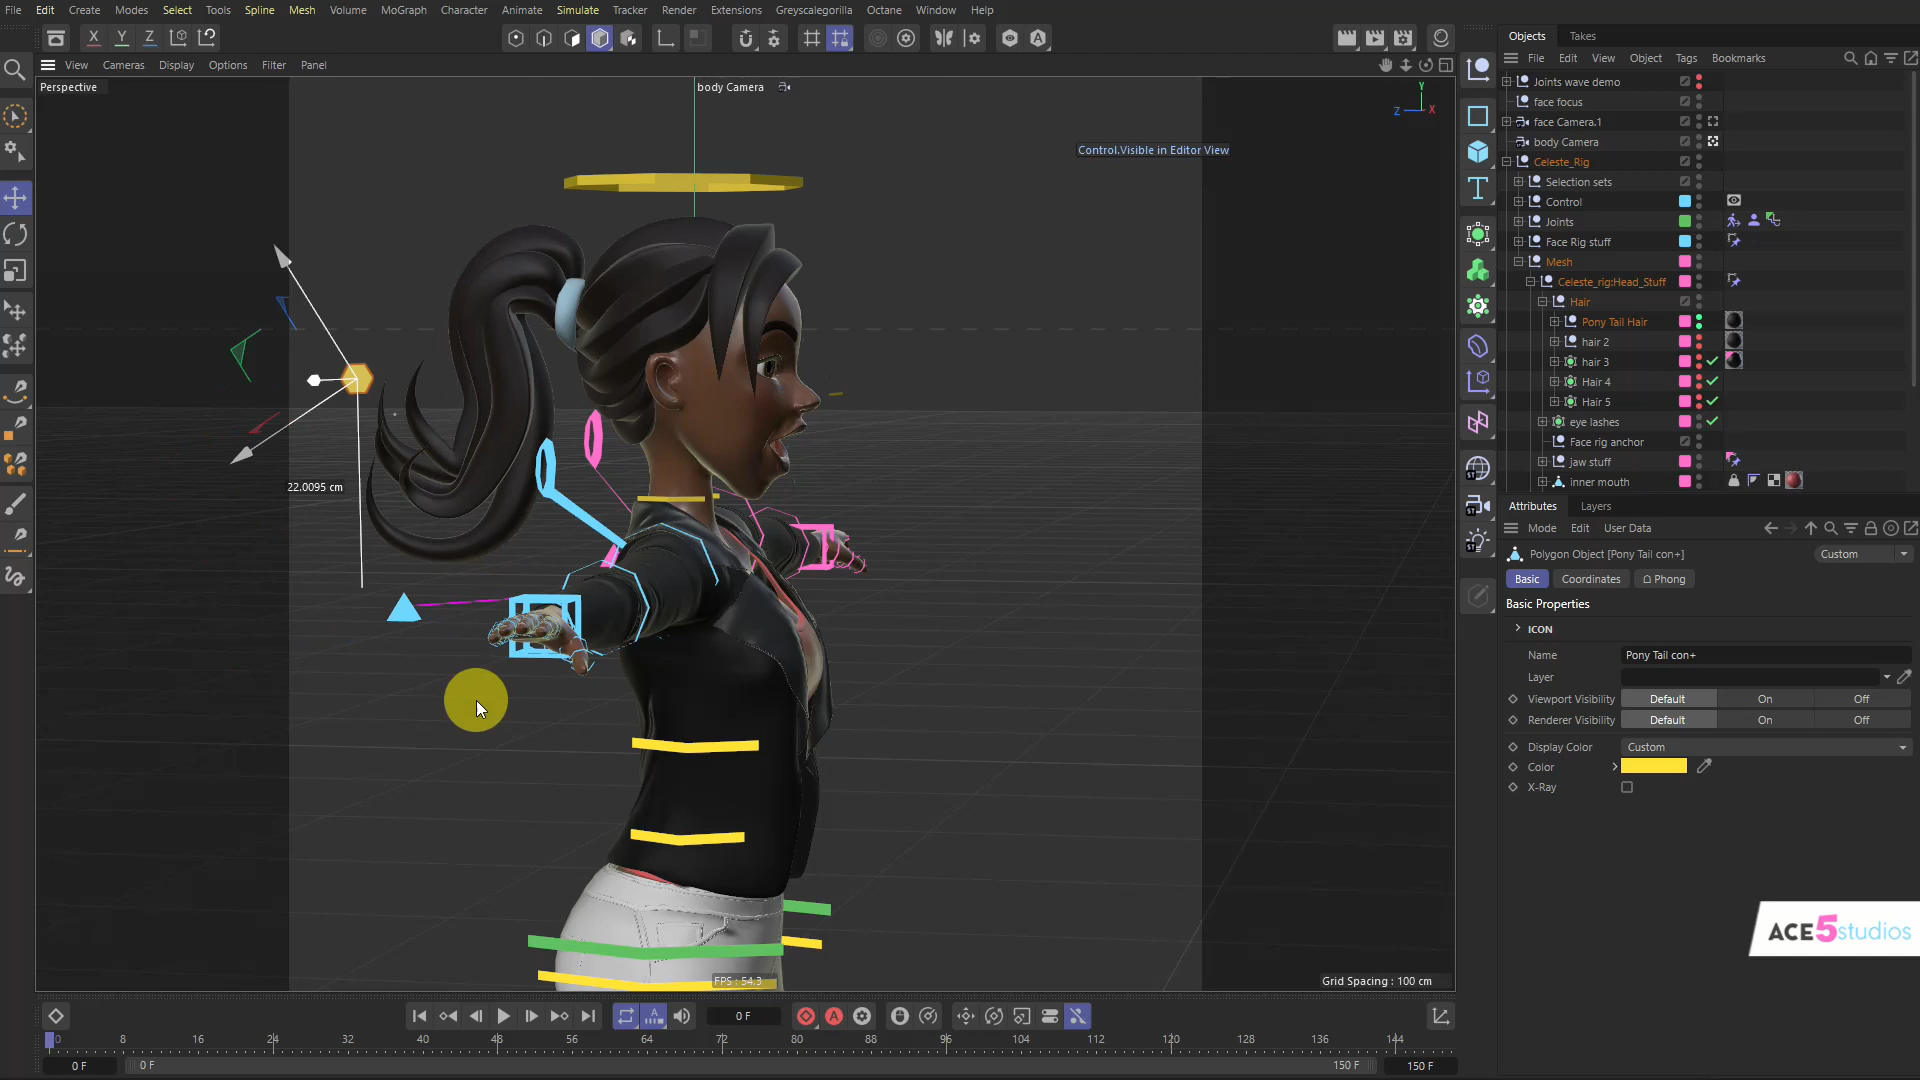 File Edit Create Modes Select Tools Spline Mesh Volume MoGraph Character Animate Simulate Tracker Render Extensions Greyscalegorilla Octane Window Help
X Y Z
View Cameras Display Options Filter Panel
Perspective
body Camera
Y
Z X
Control.Visible in Editor View
22.0095 cm
FPS : 54.3
Grid Spacing : 100 cm
Objects Takes
File Edit View Object Tags Bookmarks
Joints wave demo
face focus
face Camera.1
body Camera
Celeste_Rig
Selection sets
Control
Joints
Face Rig stuff
Mesh
Celeste_rig:Head_Stuff
Hair
Pony Tail Hair
hair 2
hair 3
Hair 4
Hair 5
eye lashes
Face rig anchor
jaw stuff
inner mouth
Attributes Layers
Mode Edit User Data
Polygon Object [Pony Tail con+]
Custom
Basic Coordinates Phong
Basic Properties
ICON
Name Pony Tail con+
Layer
Viewport Visibility Default On Off
Renderer Visibility Default On Off
Display Color Custom
Color
X-Ray
ACE5studios
0 F
0 8 16 24 32 40 48 56 64 72 80 88 96 104 112 120 128 136 144
0 F 0 F 150 F 150 F